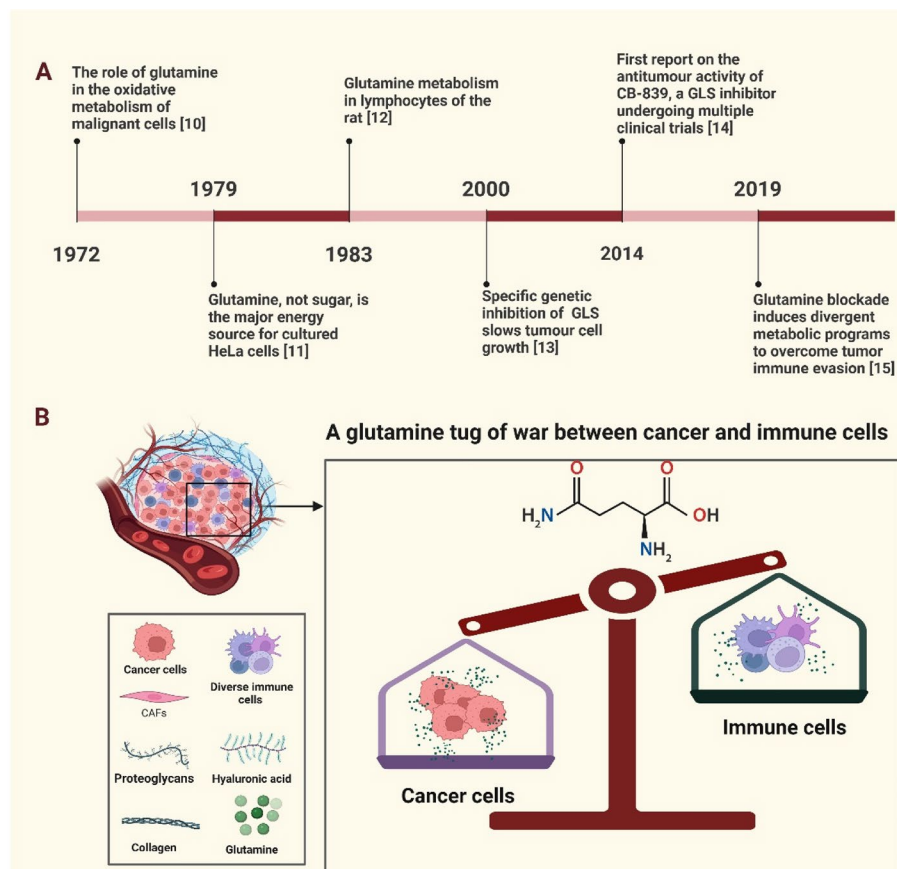 A
The role of glutamine
in the oxidative
metabolism of
malignant cells [10]
Glutamine metabolism
in lymphocytes of the
rat [12]
First report on the
antitumour activity of
CB-839, a GLS inhibitor
undergoing multiple
clinical trials [14]
1979
2000
2019
1972
1983
2014
Glutamine, not sugar, is
the major energy
source for cultured
HeLa cells [11]
Specific genetic
inhibition of GLS
slows tumour cell
growth [13]
Glutamine blockade
induces divergent
metabolic programs
to overcome tumor
immune evasion [15]
B
A glutamine tug of war between cancer and immune cells
O
O
H₂N
OH
NH₂
Cancer cells
Diverse immune
cells
CAFs
Proteoglycans
Hyaluronic acid
Collagen
Glutamine
Cancer cells
Immune cells